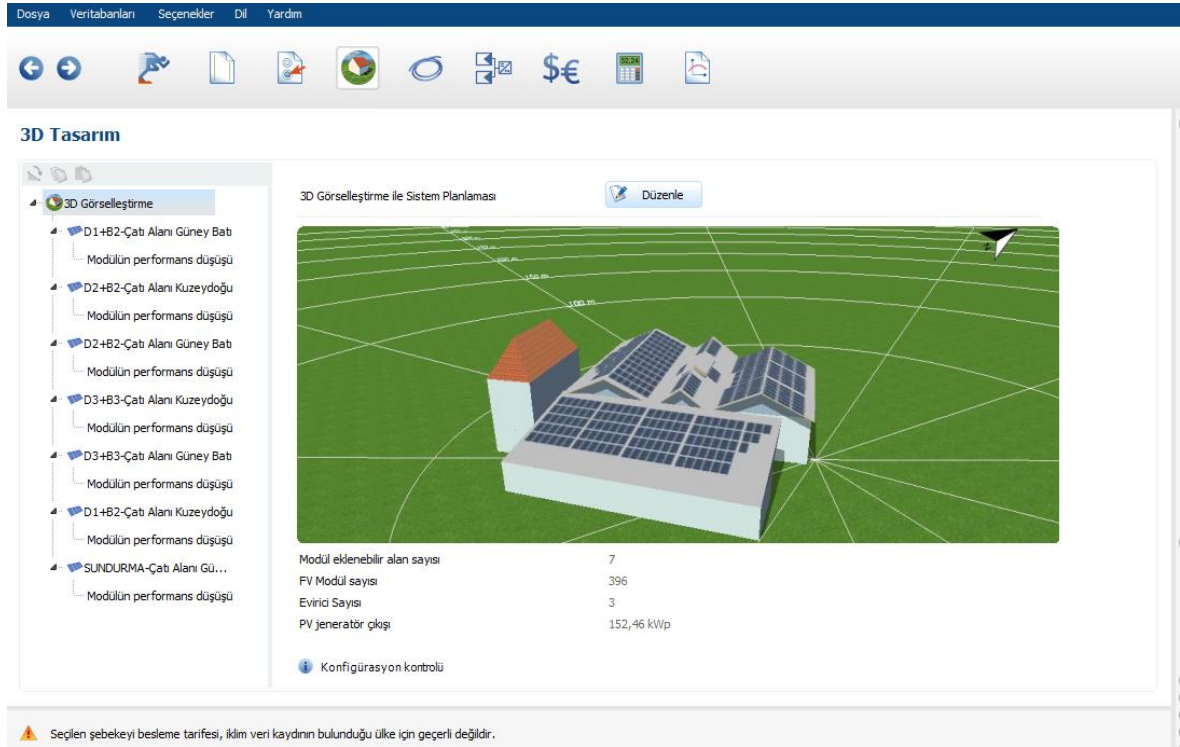 Dosya Veritabanları Seçenekler Dil Yardım
$€
52,24
3D Tasarım
3D Görselleştirme
D1+B2-Çatı Alanı Güney Batı
Modülün performans düşüşü
D2+B2-Çatı Alanı Kuzeydoğu
Modülün performans düşüşü
D2+B2-Çatı Alanı Güney Batı
Modülün performans düşüşü
D3+B3-Çatı Alanı Kuzeydoğu
Modülün performans düşüşü
D3+B3-Çatı Alanı Güney Batı
Modülün performans düşüşü
D1+B2-Çatı Alanı Kuzeydoğu
Modülün performans düşüşü
SUNDURMA-Çatı Alanı Gü...
Modülün performans düşüşü
3D Görselleştirme ile Sistem Planlaması Düzenle
150 m
100 m
Modül eklenebilir alan sayısı 7
FV Modül sayısı 396
Evirici Sayısı 3
PV jeneratör çıkışı 152,46 kWp
Konfigürasyon kontrolü
Seçilen şebekeyi besleme tarifesi, iklim veri kaydının bulunduğu ülke için geçerli değildir.